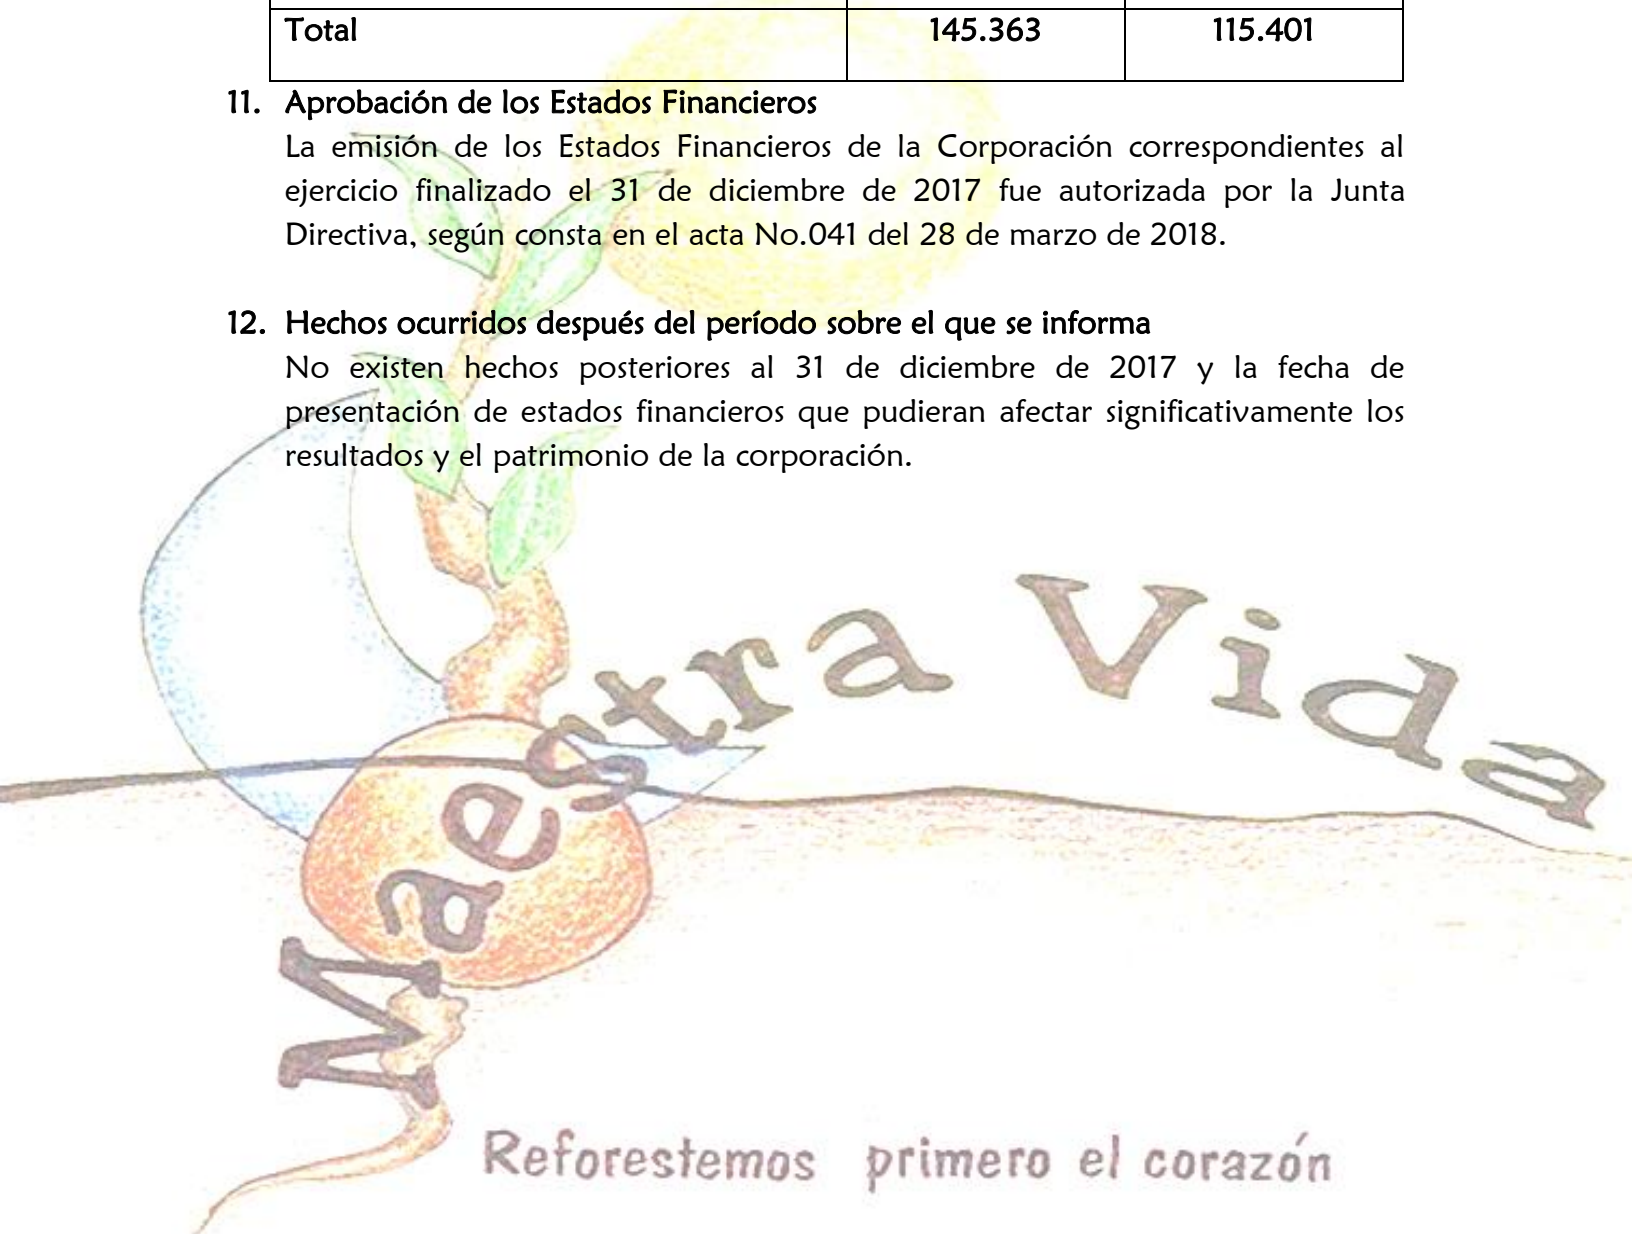 Total 145.363 115.401
11. Aprobación de los Estados Financieros
La emisión de los Estados Financieros de la Corporación correspondientes al
ejercicio finalizado el 31 de diciembre de 2017 fue autorizada por la Junta
Directiva, según consta en el acta No.041 del 28 de marzo de 2018.
12. Hechos ocurridos después del período sobre el que se informa
No existen hechos posteriores al 31 de diciembre de 2017 y la fecha de
presentación de estados financieros que pudieran afectar significativamente los
resultados y el patrimonio de la corporación.
Maestra Vida
Reforestemos primero el corazón